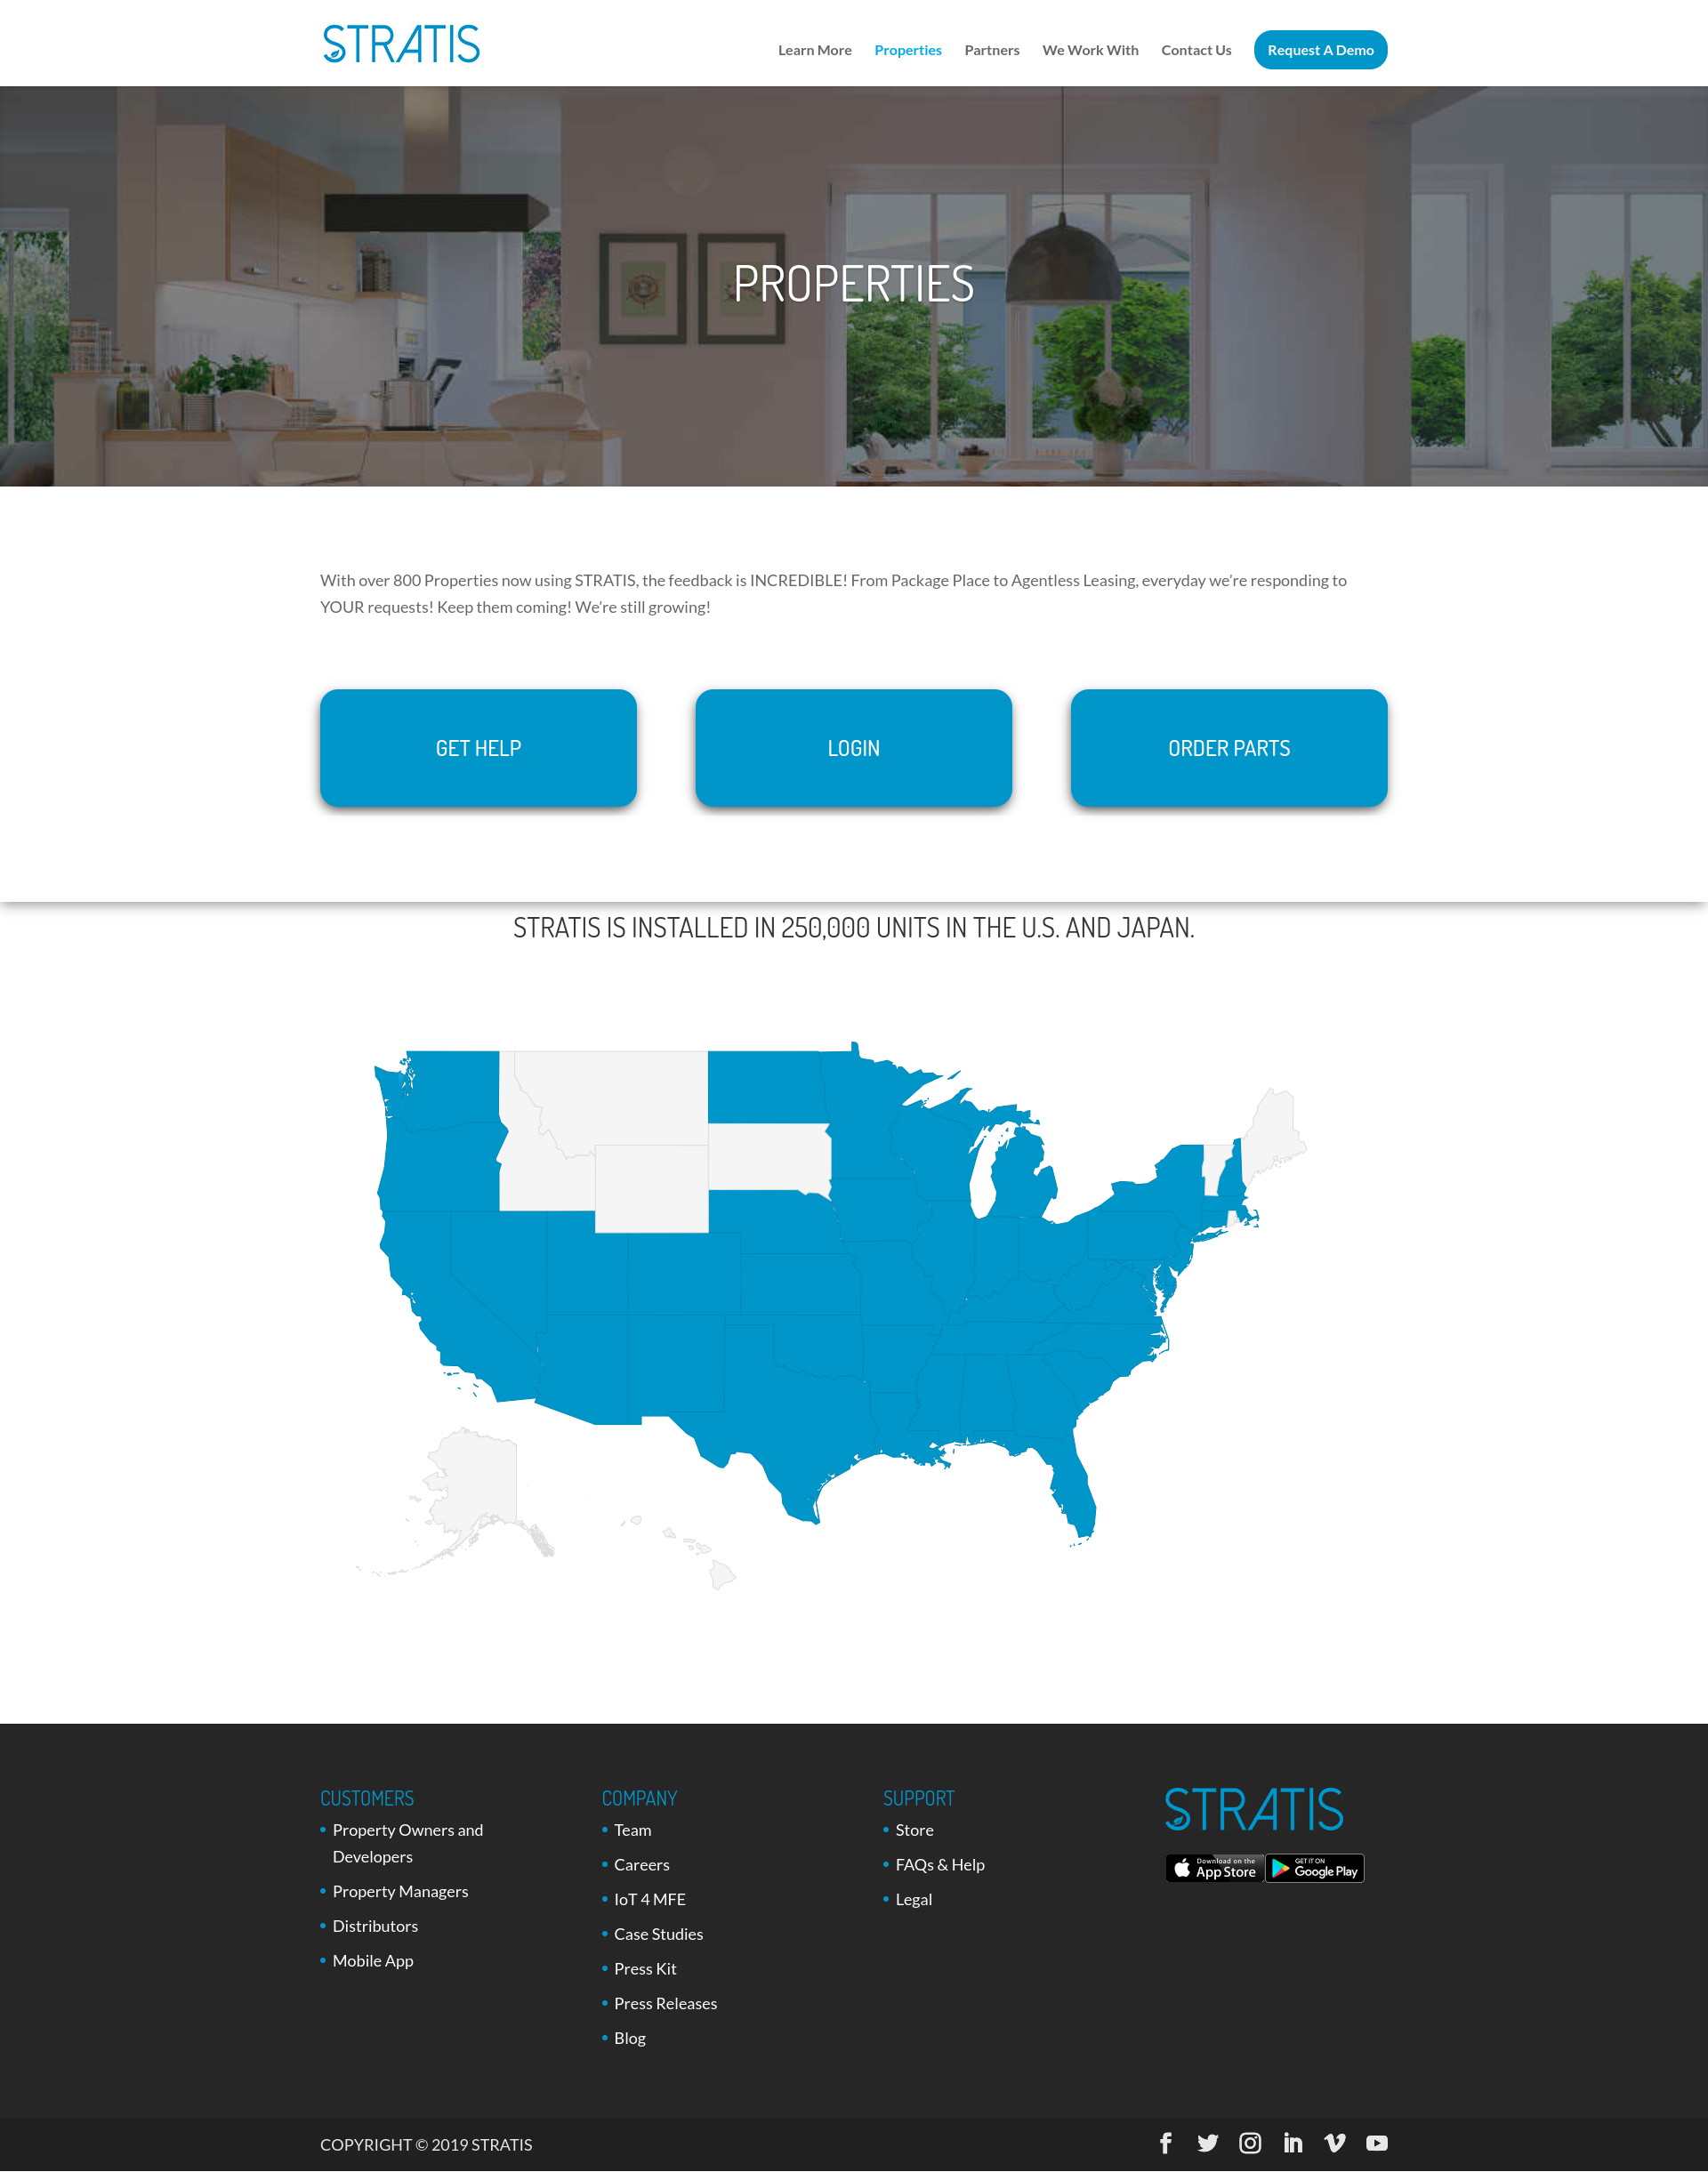 STRATIS
Learn More
Properties
Partners
We Work With
Contact Us
Request A Demo
PROPERTIES
With over 800 Properties now using STRATIS, the feedback is INCREDIBLE! From Package Place to Agentless Leasing, everyday we’re responding to
YOUR requests! Keep them coming! We’re still growing!
GET HELP
LOGIN
ORDER PARTS
STRATIS IS INSTALLED IN 250,000 UNITS IN THE U.S. AND JAPAN.
CUSTOMERS
Property Owners and
Developers
Property Managers
Distributors
Mobile App
COMPANY
Team
Careers
IoT 4 MFE
Case Studies
Press Kit
Press Releases
Blog
SUPPORT
Store
FAQs & Help
Legal
STRATIS
Download on the
App Store
GET IT ON
Google Play
COPYRIGHT © 2019 STRATIS